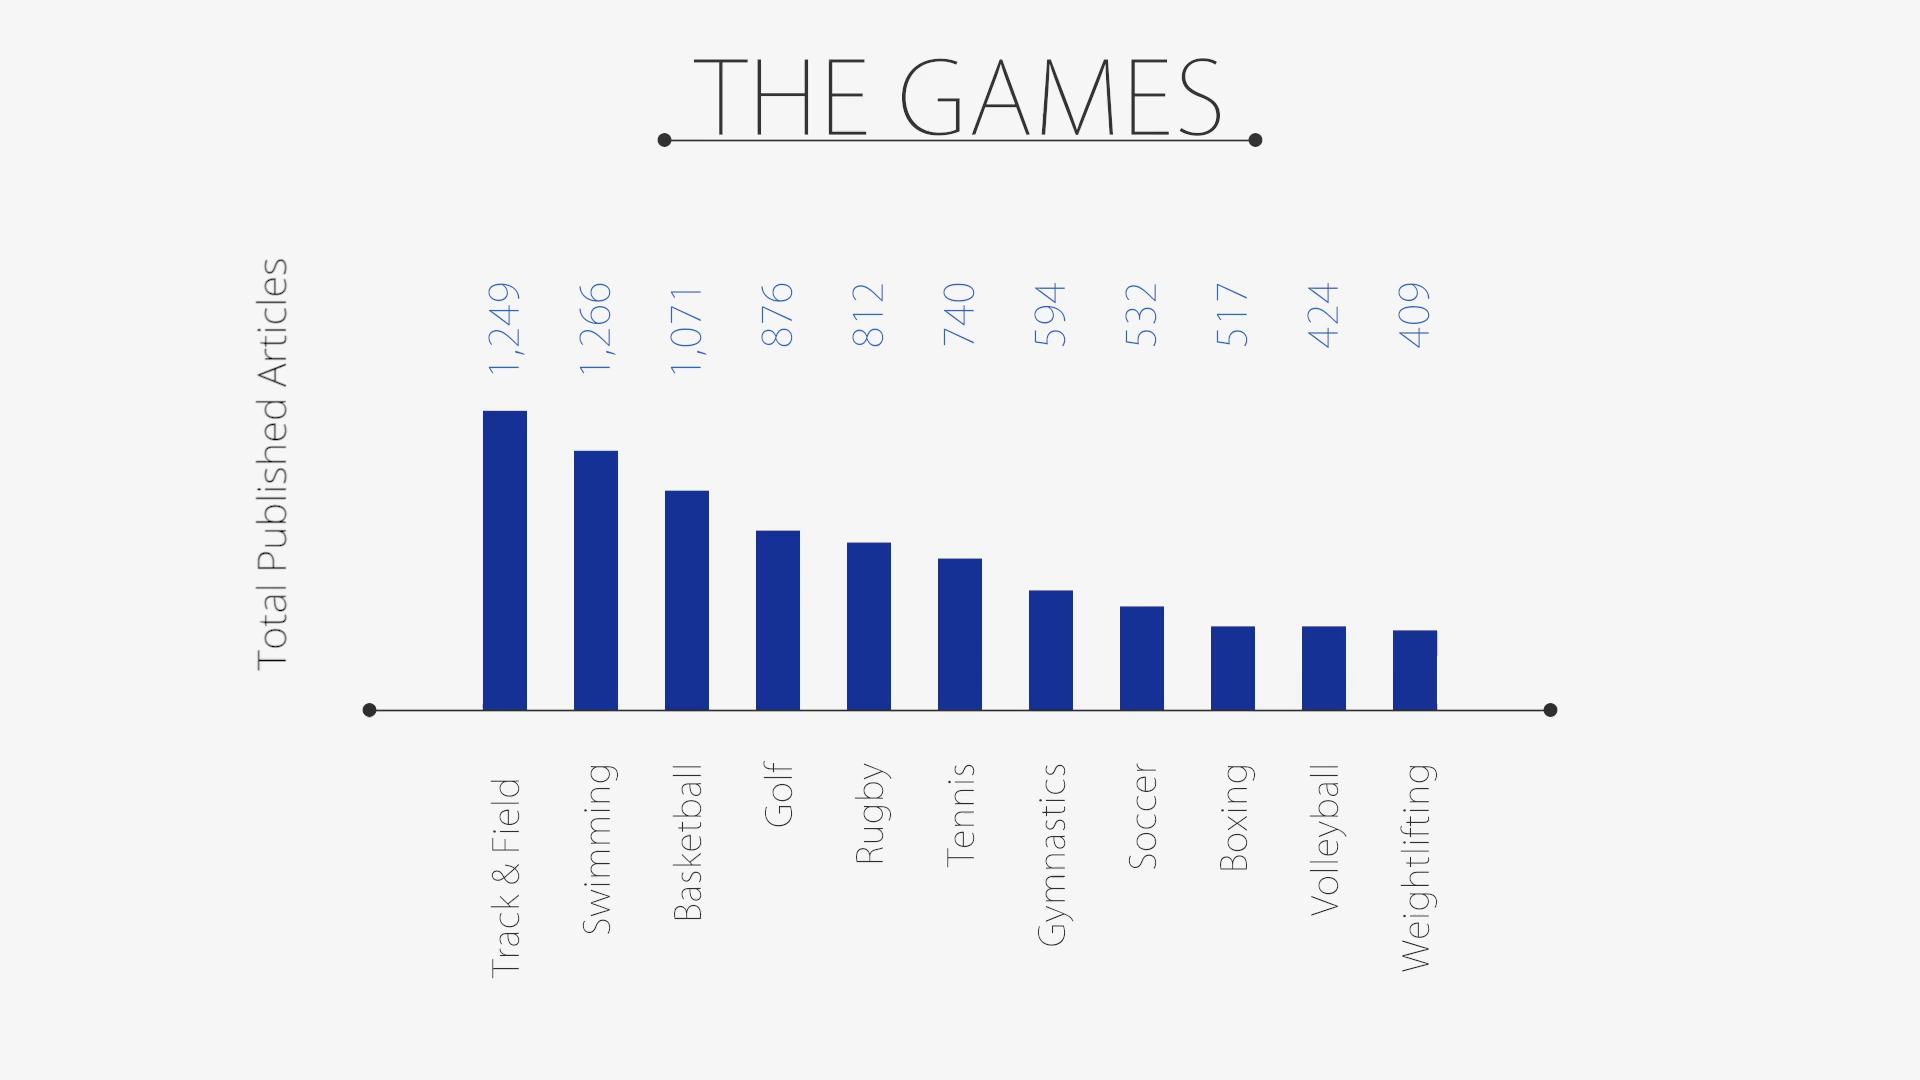 THE GAMES
Total Published Articles
1,249
1,266
1,071
876
812
740
594
532
517
424
409
Track & Field
Swimming
Basketball
Golf
Rugby
Tennis
Gymnastics
Soccer
Boxing
Volleyball
Weightlifting